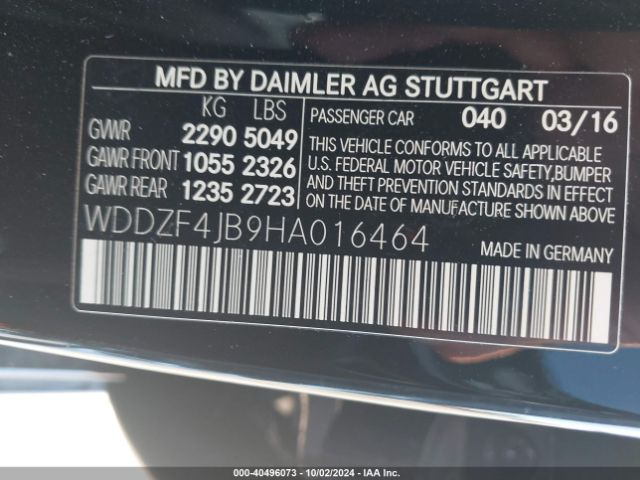 MFD BY DAIMLER AG STUTTGART
KG LBS
GVWR 2290 5049
GAWR FRONT 1055 2326
GAWR REAR 1235 2723
PASSENGER CAR 040 03/16
THIS VEHICLE CONFORMS TO ALL APPLICABLE
U.S. FEDERAL MOTOR VEHICLE SAFETY,BUMPER
AND THEFT PREVENTION STANDARDS IN EFFECT
ON THE DATE OF MANUFACTURE SHOWN ABOVE
WDDZF4JB9HA016464
MADE IN GERMANY
000-40496073 - 10/02/2024 - IAA Inc.